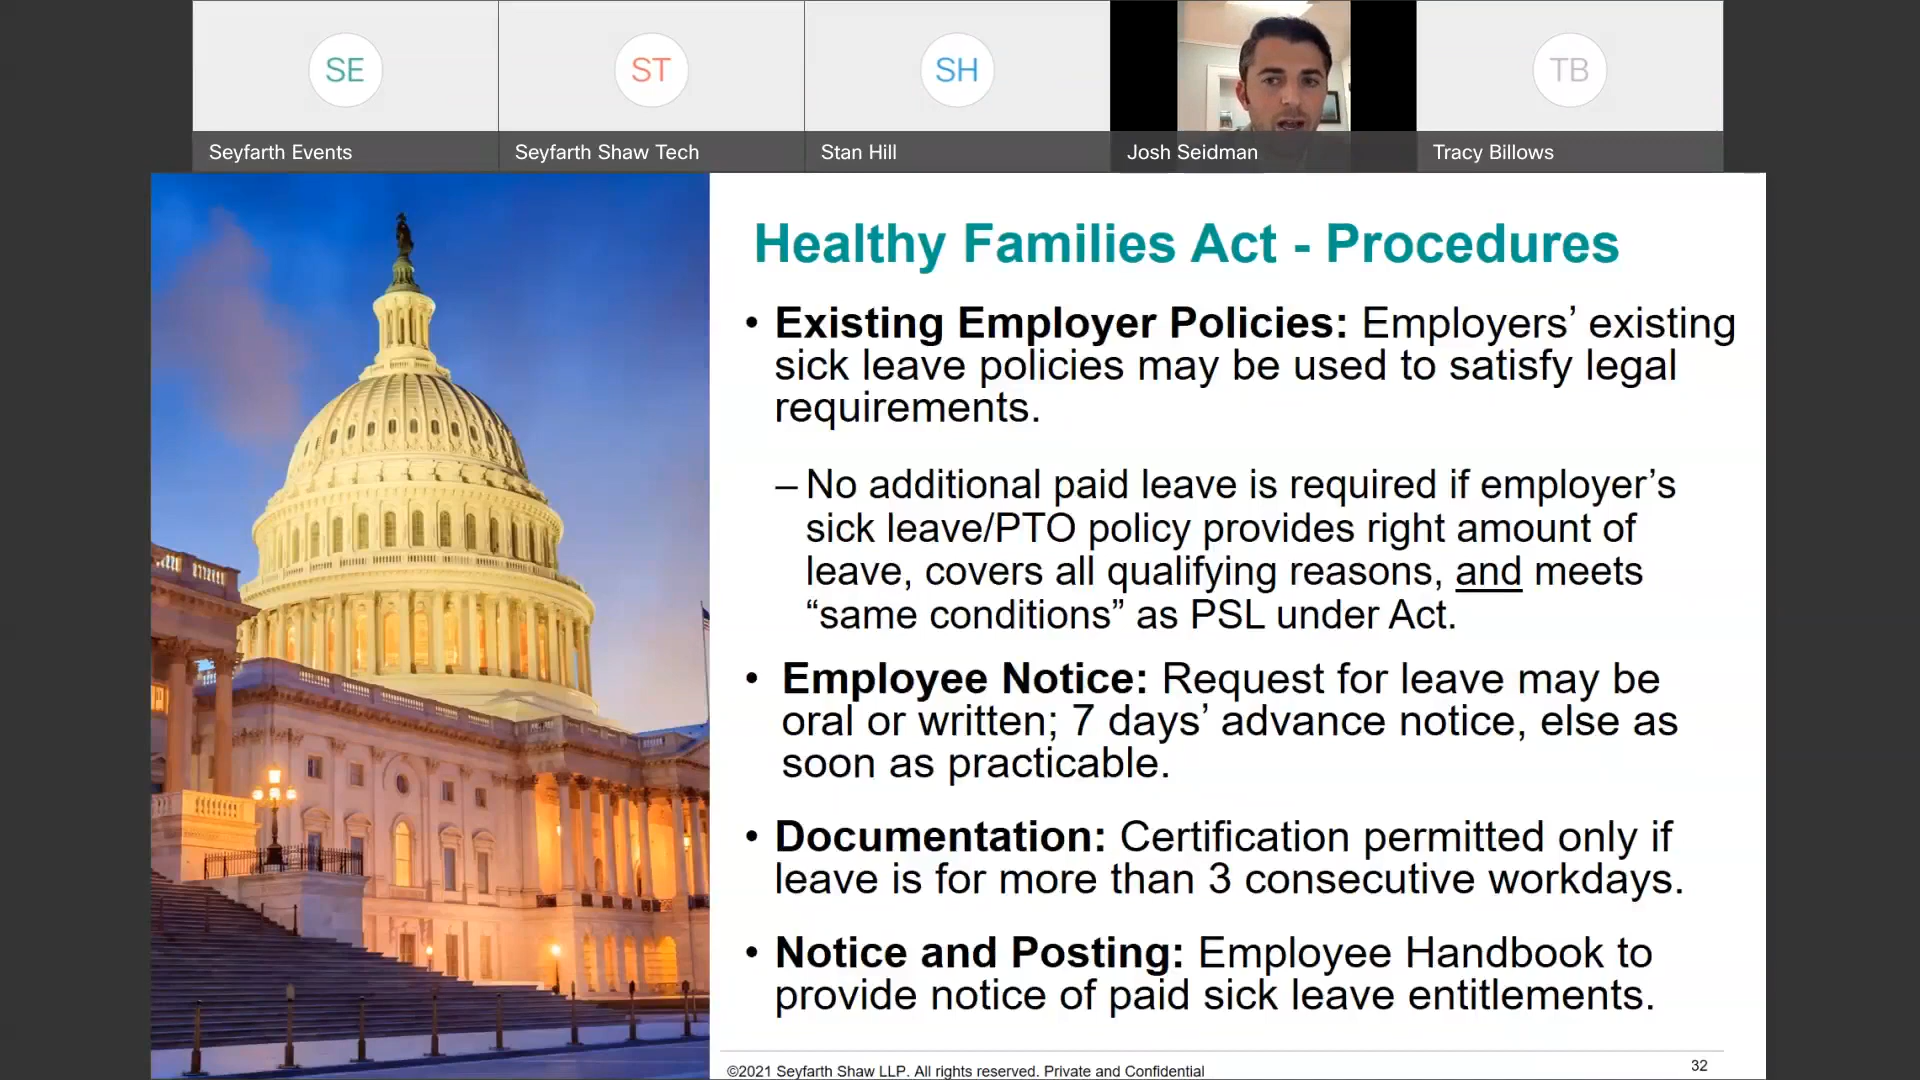 SE
ST
SH
TB
Seyfarth Events
Seyfarth Shaw Tech
Stan Hill
Josh Seidman
Tracy Billows
Healthy Families Act - Procedures
• Existing Employer Policies: Employers’ existing
sick leave policies may be used to satisfy legal
requirements.
– No additional paid leave is required if employer’s
sick leave/PTO policy provides right amount of
leave, covers all qualifying reasons, and meets
“same conditions” as PSL under Act.
• Employee Notice: Request for leave may be
oral or written; 7 days’ advance notice, else as
soon as practicable.
• Documentation: Certification permitted only if
leave is for more than 3 consecutive workdays.
• Notice and Posting: Employee Handbook to
provide notice of paid sick leave entitlements.
©2021 Seyfarth Shaw LLP. All rights reserved. Private and Confidential
32